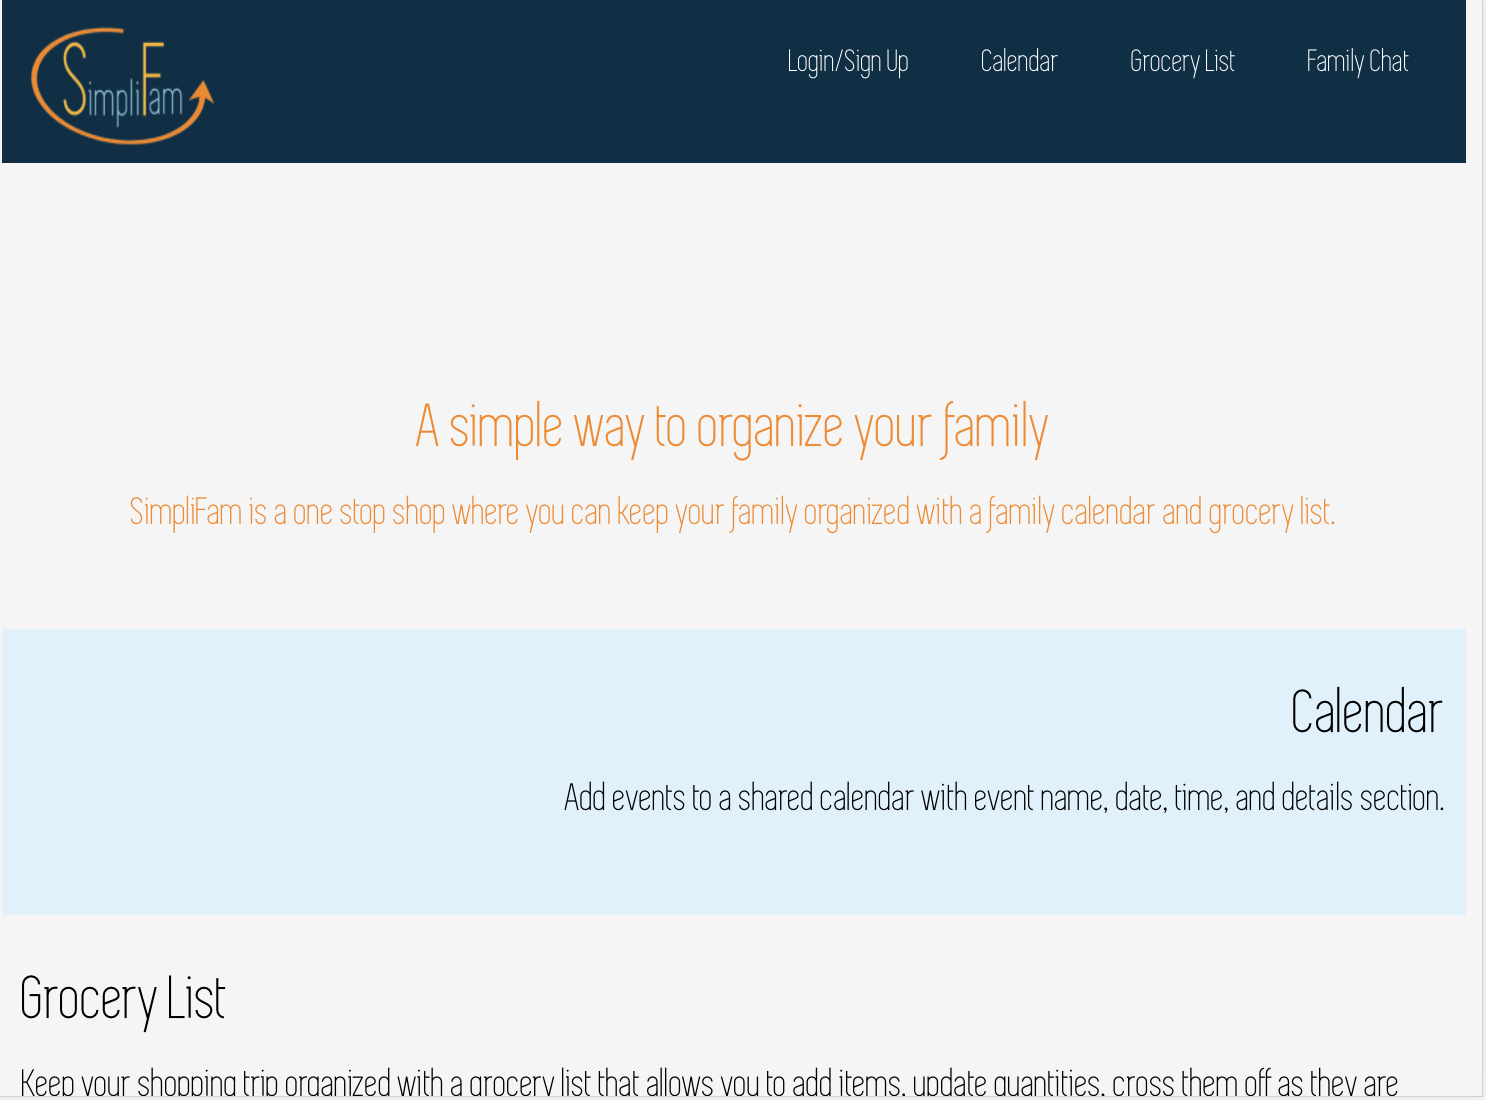 SimpliFam
Login/Sign Up Calendar Grocery List Family Chat
A simple way to organize your family
SimpliFam is a one stop shop where you can keep your family organized with a family calendar and grocery list.
Calendar
Add events to a shared calendar with event name, date, time, and details section.
Grocery List
Keep your shopping trip organized with a grocery list that allows you to add items, update quantities, cross them off as they are